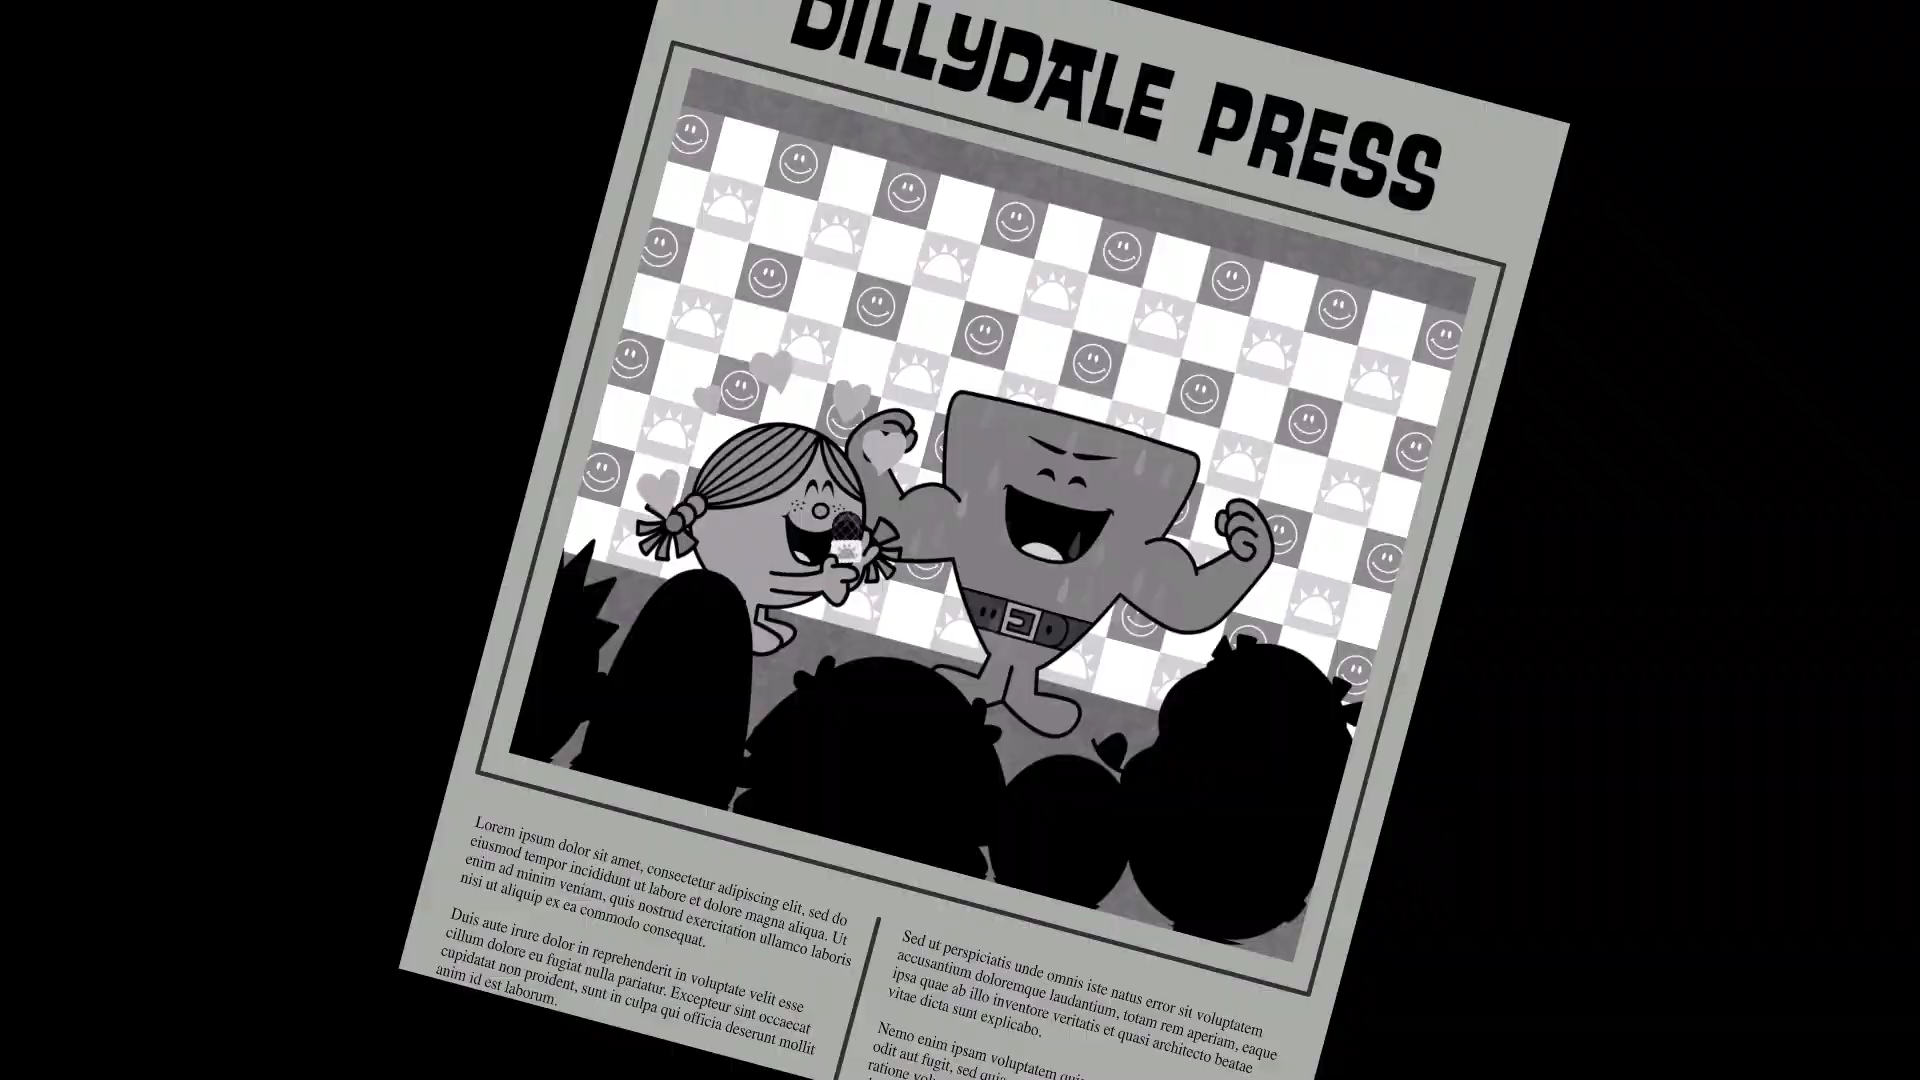 DILLYDALE PRESS
Lorem ipsum dolor sit amet, consectetur adipiscing elit, sed do
eiusmod tempor incididunt ut labore et dolore magna aliqua. Ut
enim ad minim veniam, quis nostrud exercitation ullamco laboris
nisi ut aliquip ex ea commodo consequat.
Duis aute irure dolor in reprehenderit in voluptate velit esse
cillum dolore eu fugiat nulla pariatur. Excepteur sint occaecat
cupidatat non proident, sunt in culpa qui officia deserunt mollit
anim id est laborum.
Sed ut perspiciatis unde omnis iste natus error sit voluptatem
accusantium doloremque laudantium, totam rem aperiam, eaque
ipsa quae ab illo inventore veritatis et quasi architecto beatae
vitae dicta sunt explicabo.
Nemo enim ipsam voluptatem
odit aut fugit, sed quia
ratione